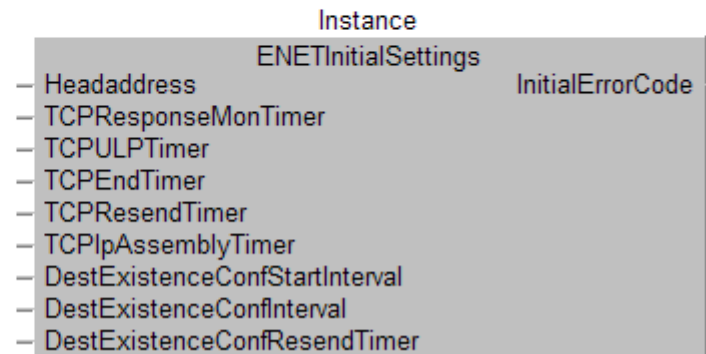 Instance
ENETInitialSettings
Headaddress InitialErrorCode
TCPResponseMonTimer
TCPULPTimer
TCPEndTimer
TCPResendTimer
TCPIpAssemblyTimer
DestExistenceConfStartInterval
DestExistenceConfInterval
DestExistenceConfResendTimer